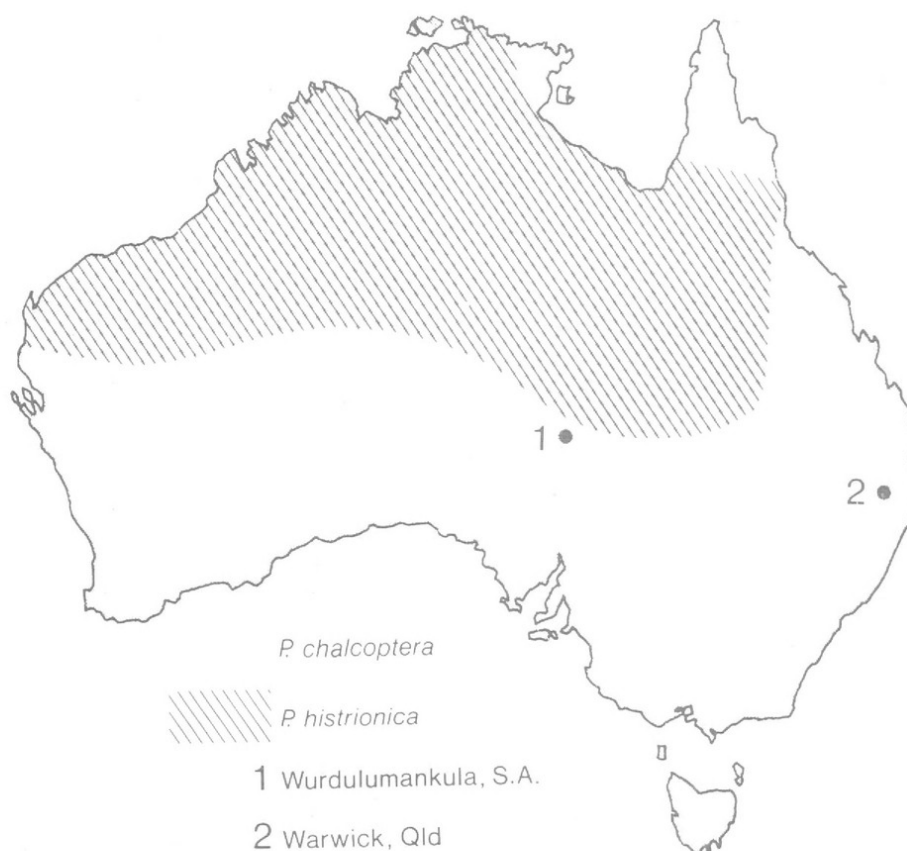 1
2
P. chalcoptera
P. histrionica
1 Wurdulumankula, S.A.
2 Warwick, Qld